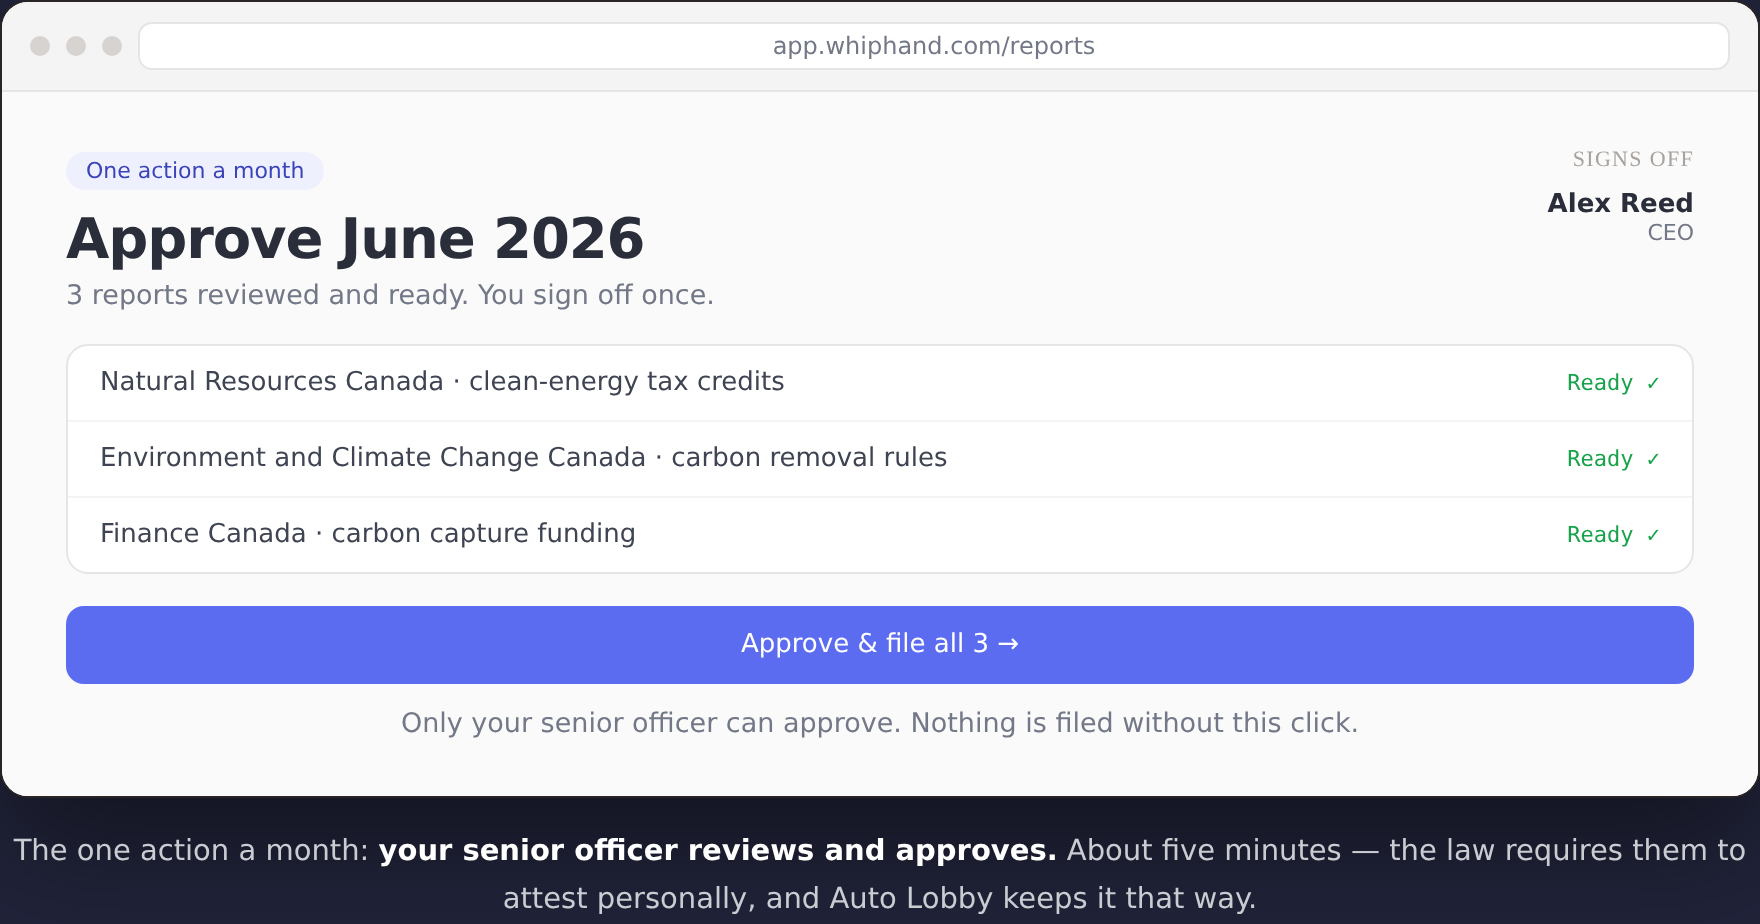 app.whiphand.com/reports
One action a month
SIGNS OFF
Approve June 2026
Alex Reed
CEO
3 reports reviewed and ready. You sign off once.
Natural Resources Canada · clean-energy tax credits Ready ✓
Environment and Climate Change Canada · carbon removal rules Ready ✓
Finance Canada · carbon capture funding Ready ✓
Approve & file all 3 →
Only your senior officer can approve. Nothing is filed without this click.
The one action a month: your senior officer reviews and approves. About five minutes — the law requires them to
attest personally, and Auto Lobby keeps it that way.